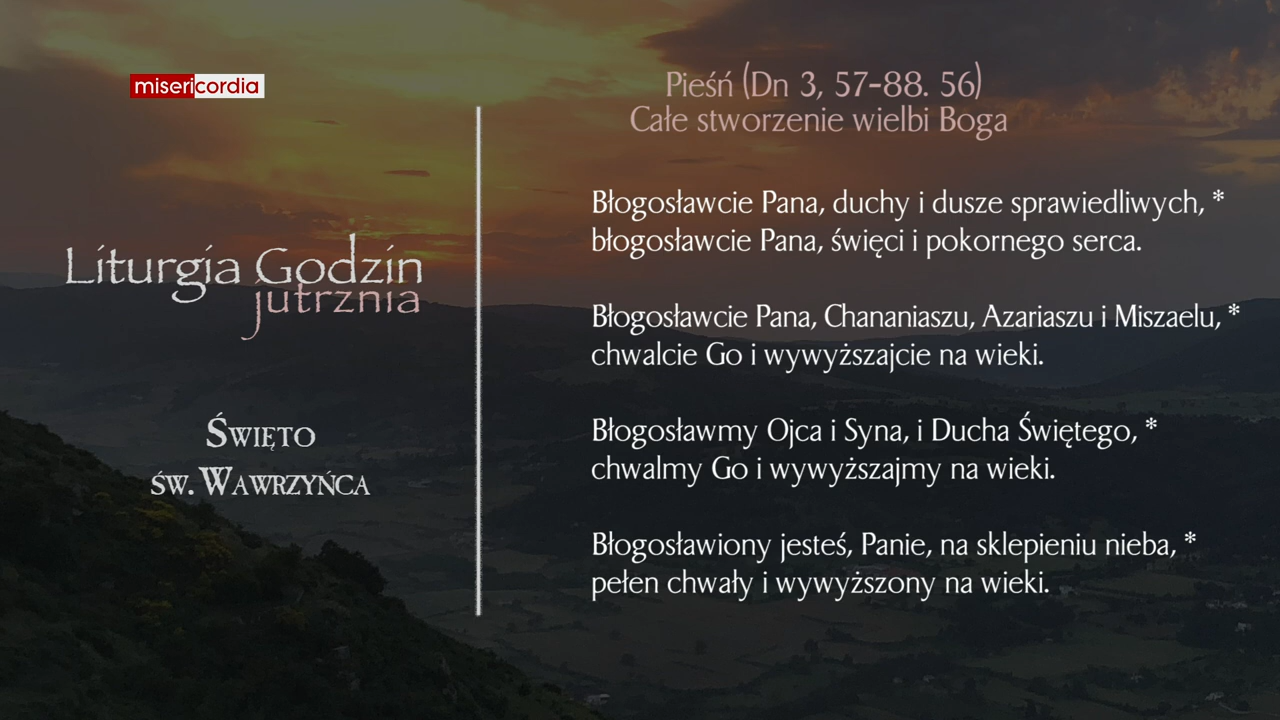 misericordia
Liturgia Godzin
jutrznia
Święto
św. Wawrzyńca
Pieśń (Dn 3, 57-88. 56)
Całe stworzenie wielbi Boga
Błogosławcie Pana, duchy i dusze sprawiedliwych, *
błogosławcie Pana, święci i pokornego serca.
Błogosławcie Pana, Chananiaszu, Azariaszu i Miszaelu, *
chwalcie Go i wywyższajcie na wieki.
Błogosławmy Ojca i Syna, i Ducha Świętego, *
chwalmy Go i wywyższajmy na wieki.
Błogosławiony jesteś, Panie, na sklepieniu nieba, *
pełen chwały i wywyższony na wieki.